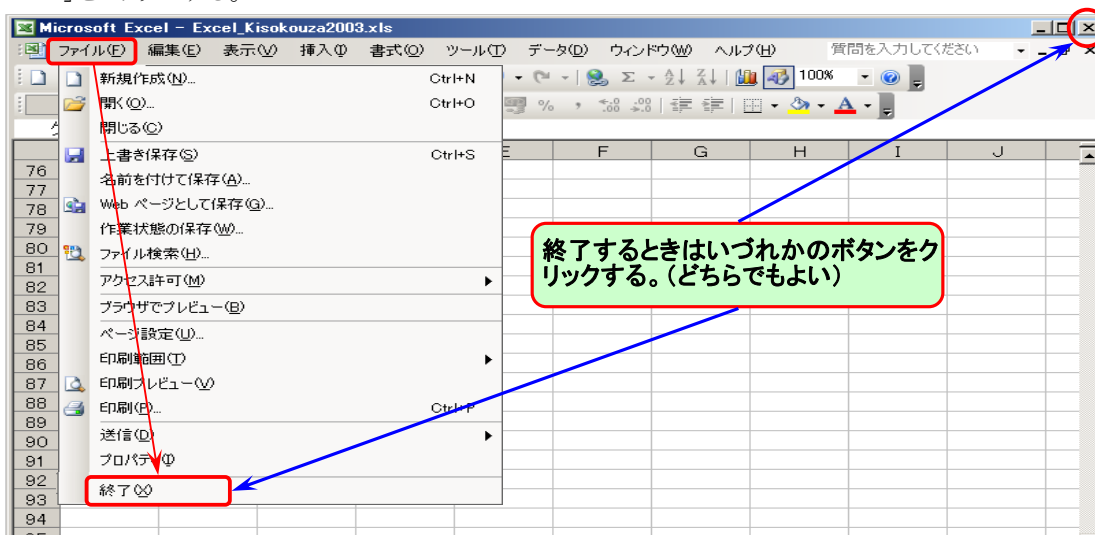 Microsoft Excel - Excel_Kisokouza2003.xls
ファイル(F) 編集(E) 表示(V) 挿入(I) 書式(O) ツール(T) データ(D) ウィンドウ(W) ヘルプ(H) 質問を入力してください
100%
新規作成(N)... Ctrl+N
開く(O)... Ctrl+O
閉じる(C)
上書き保存(S) Ctrl+S
名前を付けて保存(A)...
Web ページとして保存(G)...
作業状態の保存(W)...
ファイル検索(H)...
アクセス許可(M)
ブラウザでプレビュー(B)
ページ設定(U)...
印刷範囲(T)
印刷プレビュー(V)
印刷(P)... Ctrl+P
送信(D)
プロパティ(I)
終了(X)
E F G H I J
76
77
78
79
80
81
82
83
84
85
86
87
88
89
90
91
92
93
94
終了するときはいづれかのボタンをク
リックする。（どちらでもよい）